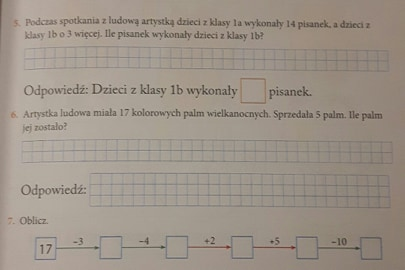 5. Podczas spotkania z ludową artystką dzieci z klasy 1a wykonały 14 pisanek, a dzieci z
klasy 1b o 3 więcej. Ile pisanek wykonały dzieci z klasy 1b?
Odpowiedź: Dzieci z klasy 1b wykonały pisanek.
6. Artystka ludowa miała 17 kolorowych palm wielkanocnych. Sprzedała 5 palm. Ile palm
jej zostało?
Odpowiedź:
7. Oblicz.
17 −3 −4 +2 +5 −10